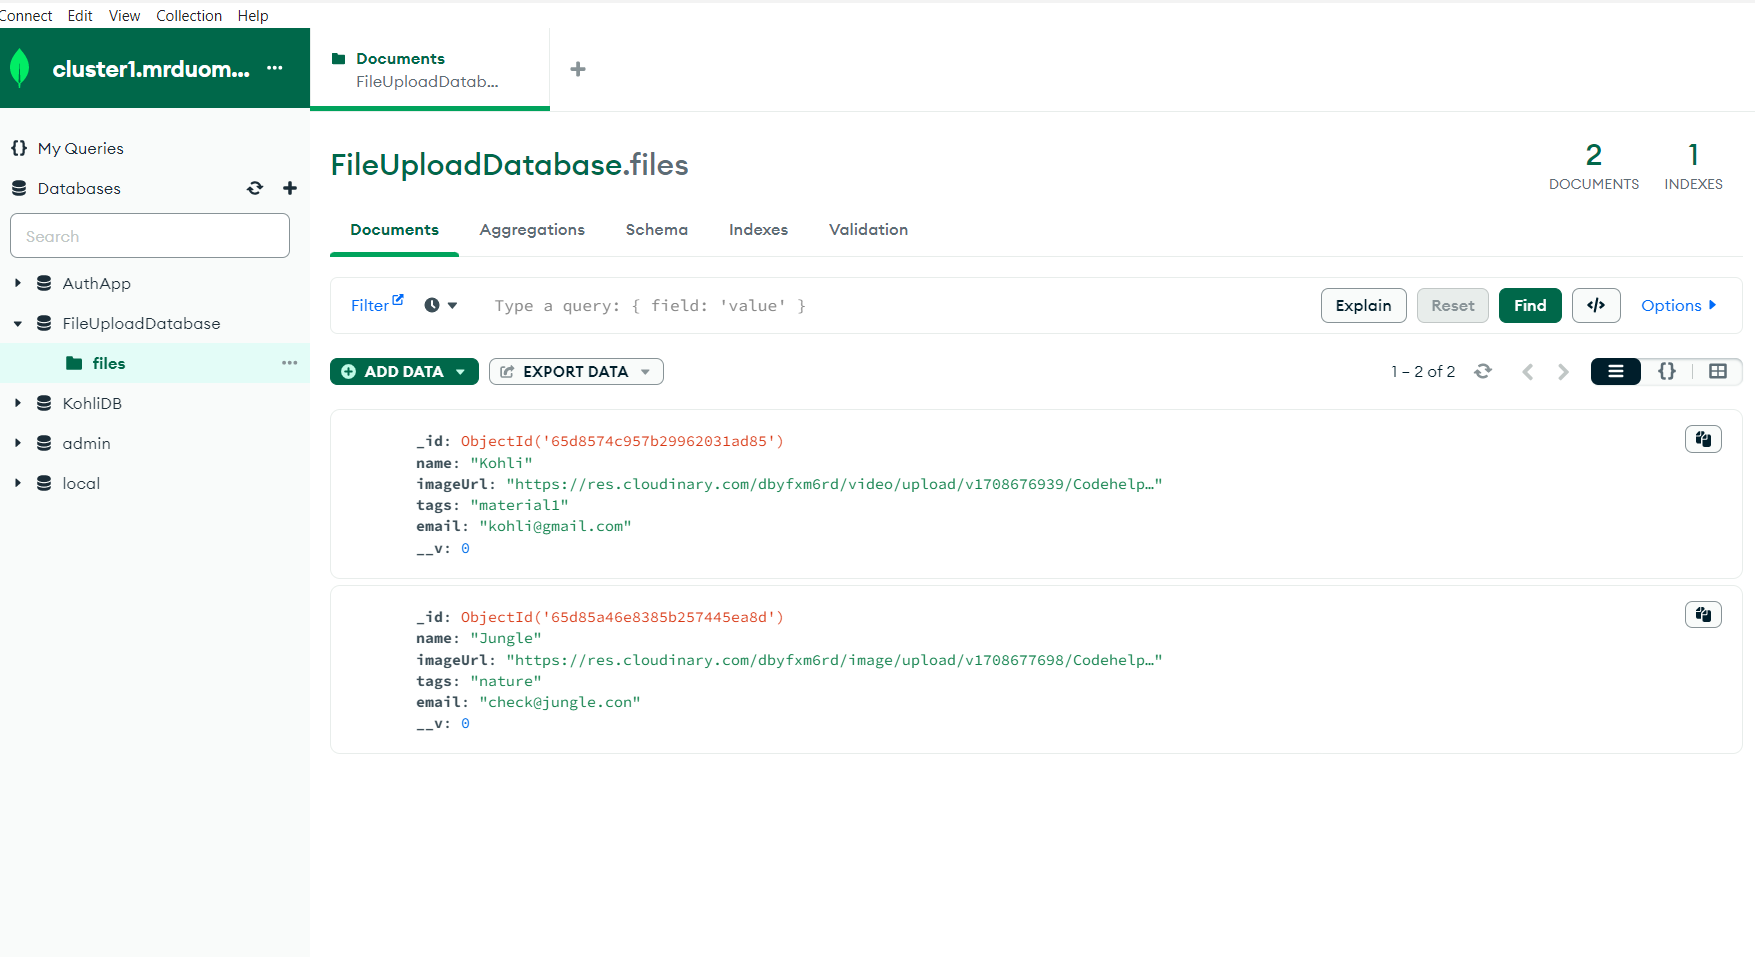 Connect Edit View Collection Help
cluster1.mrduom... ···
Documents
FileUploadDatab...
My Queries
Databases
Search
AuthApp
FileUploadDatabase
files
KohliDB
admin
local
FileUploadDatabase.files
2
DOCUMENTS
1
INDEXES
Documents Aggregations Schema Indexes Validation
Filter Type a query: { field: 'value' } Explain Reset Find </> Options
ADD DATA EXPORT DATA 1 – 2 of 2 {}
_id: ObjectId('65d8574c957b29962031ad85')
name: "Kohli"
imageUrl: "https://res.cloudinary.com/dbyfxm6rd/video/upload/v1708676939/Codehelp…"
tags: "material1"
email: "kohli@gmail.com"
__v: 0
_id: ObjectId('65d85a46e8385b257445ea8d')
name: "Jungle"
imageUrl: "https://res.cloudinary.com/dbyfxm6rd/image/upload/v1708677698/Codehelp…"
tags: "nature"
email: "check@jungle.con"
__v: 0